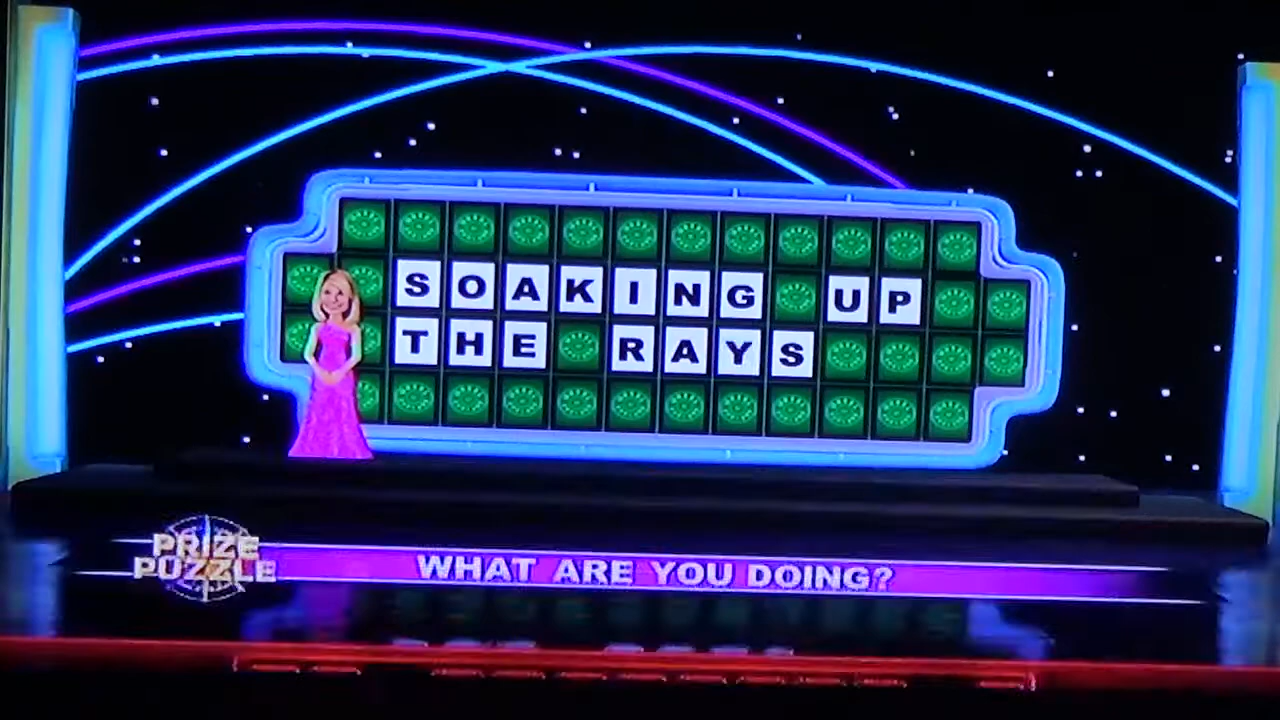 SOAKING UP
THE RAYS
PRIZE
PUZZLE
WHAT ARE YOU DOING?